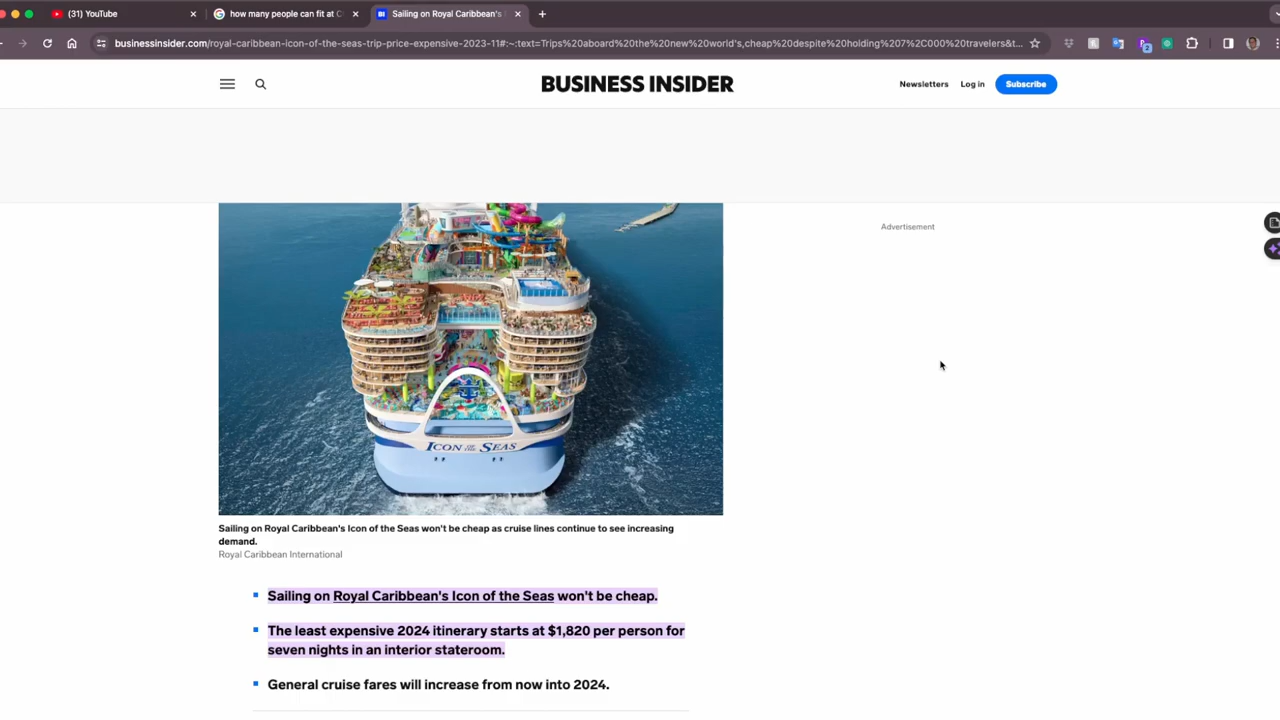 (31) YouTube
how many people can fit at C
Sailing on Royal Caribbean's I
businessinsider.com/royal-caribbean-icon-of-the-seas-trip-price-expensive-2023-11#:~:text=Trips%20aboard%20the%20new%20world's,cheap%20despite%20holding%207%2C000%20travelers&t...
BUSINESS INSIDER
Newsletters Log in Subscribe
Advertisement
ICON OF THE SEAS
Sailing on Royal Caribbean's Icon of the Seas won't be cheap as cruise lines continue to see increasing
demand.
Royal Caribbean International
Sailing on Royal Caribbean's Icon of the Seas won't be cheap.
The least expensive 2024 itinerary starts at $1,820 per person for
seven nights in an interior stateroom.
General cruise fares will increase from now into 2024.